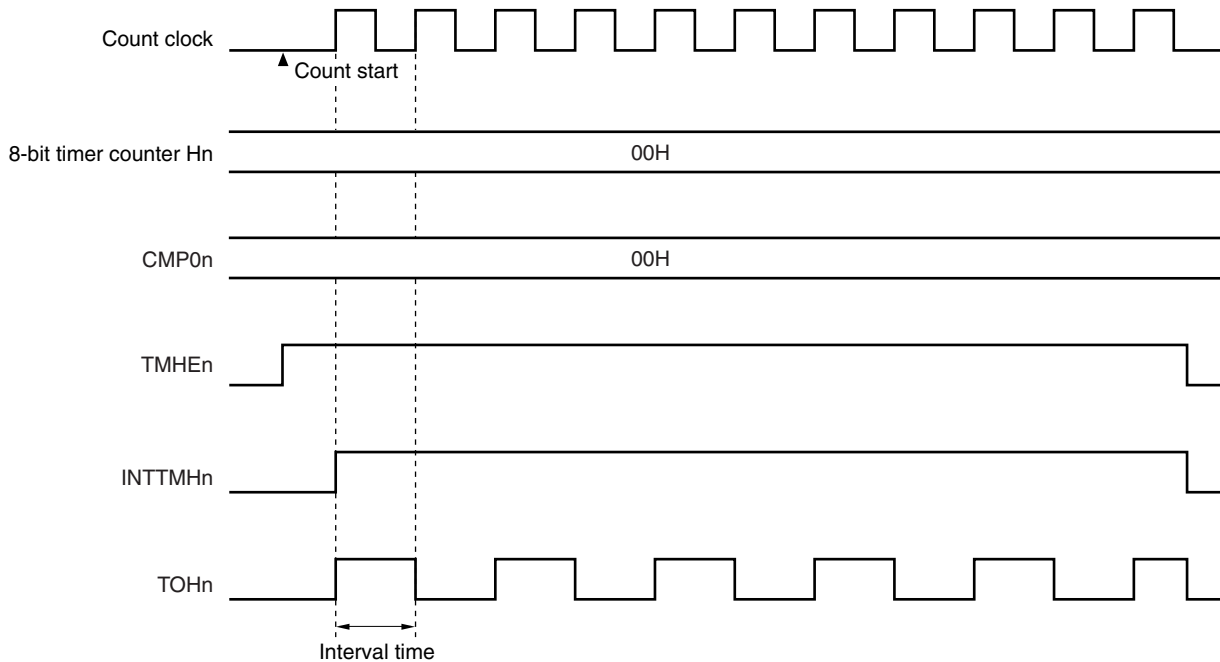 Count clock
Count start
8-bit timer counter Hn
00H
CMP0n
00H
TMHEn
INTTMHn
TOHn
Interval time